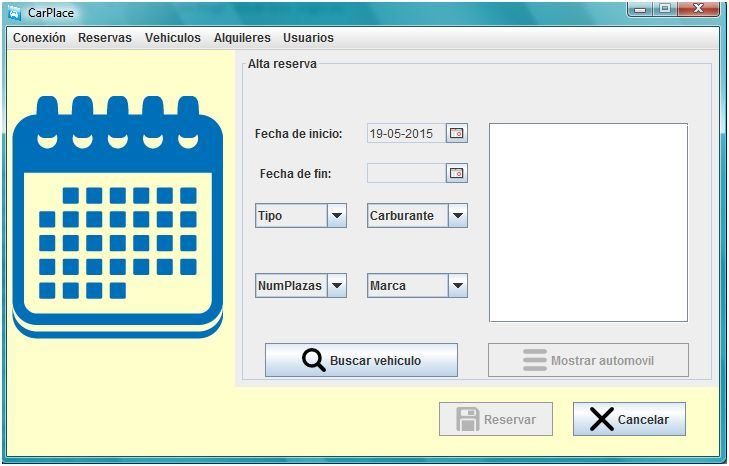 CarPlace
Conexión Reservas Vehiculos Alquileres Usuarios
Alta reserva
Fecha de inicio: 19-05-2015
Fecha de fin:
Tipo Carburante
NumPlazas Marca
Buscar vehiculo Mostrar automovil
Reservar Cancelar